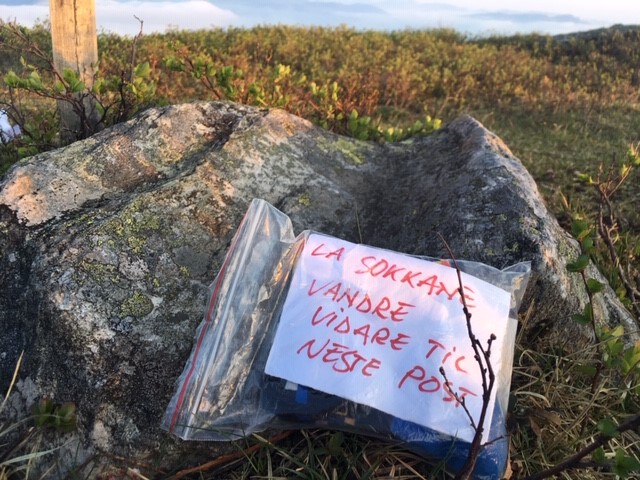 LA SOKKANE
VANDRE
VIDARE TIL
NESTE POST